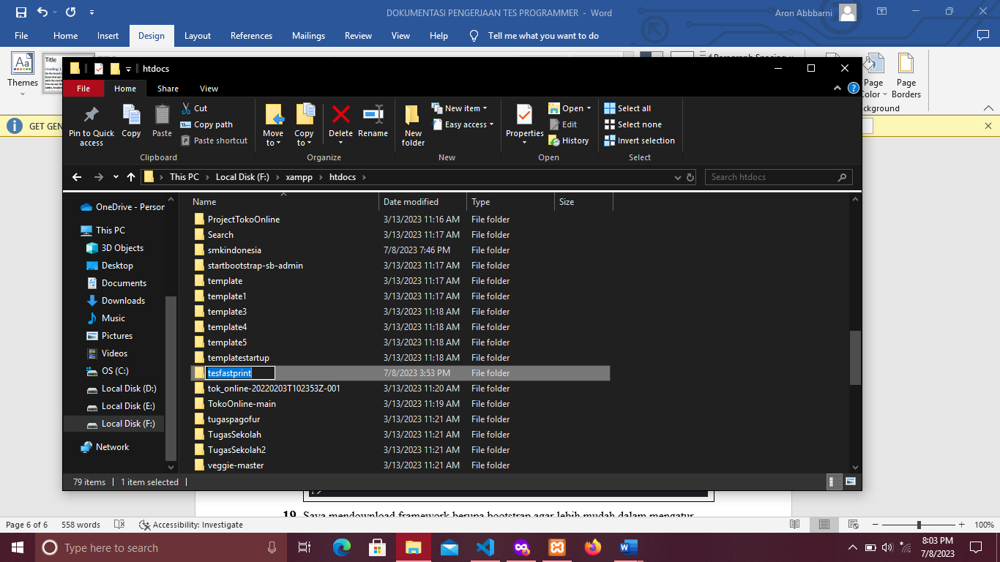 DOKUMENTASI PENGERJAAN TES PROGRAMMER - Word
Aron Abbbarni
File Home Insert Design Layout References Mailings Review View Help Tell me what you want to do
Themes
Aa
Title
Heading 1
Paragraph Spacing
Page Color
Page Borders
GET GEN
htdocs
File Home Share View
Pin to Quick access
Copy
Paste
Cut
Copy path
Paste shortcut
Clipboard
Move to
Copy to
Delete
Rename
Organize
New folder
New item
Easy access
New
Properties
Open
Edit
History
Open
Select all
Select none
Invert selection
Select
This PC > Local Disk (F:) > xampp > htdocs >
Search htdocs
OneDrive - Person
This PC
3D Objects
Desktop
Documents
Downloads
Music
Pictures
Videos
OS (C:)
Local Disk (D:)
Local Disk (E:)
Local Disk (F:)
Network
Name Date modified Type Size
ProjectTokoOnline 3/13/2023 11:16 AM File folder
Search 3/13/2023 11:17 AM File folder
smkindonesia 7/8/2023 7:46 PM File folder
startbootstrap-sb-admin 3/13/2023 11:17 AM File folder
template 3/13/2023 11:17 AM File folder
template1 3/13/2023 11:17 AM File folder
template3 3/13/2023 11:18 AM File folder
template4 3/13/2023 11:18 AM File folder
template5 3/13/2023 11:18 AM File folder
templatestartup 3/13/2023 11:18 AM File folder
tesfastprint 7/8/2023 3:53 PM File folder
tok_online-20220203T102353Z-001 3/13/2023 11:20 AM File folder
TokoOnline-main 3/13/2023 11:19 AM File folder
tugaspagofur 3/13/2023 11:21 AM File folder
TugasSekolah 3/13/2023 11:21 AM File folder
TugasSekolah2 3/13/2023 11:21 AM File folder
veggie-master 3/13/2023 11:21 AM File folder
79 items 1 item selected
19. Saya mendownload framework berupa bootstrap agar lebih mudah dalam mengatur
Page 6 of 6 558 words Accessibility: Investigate 100%
Type here to search
8:03 PM
7/8/2023